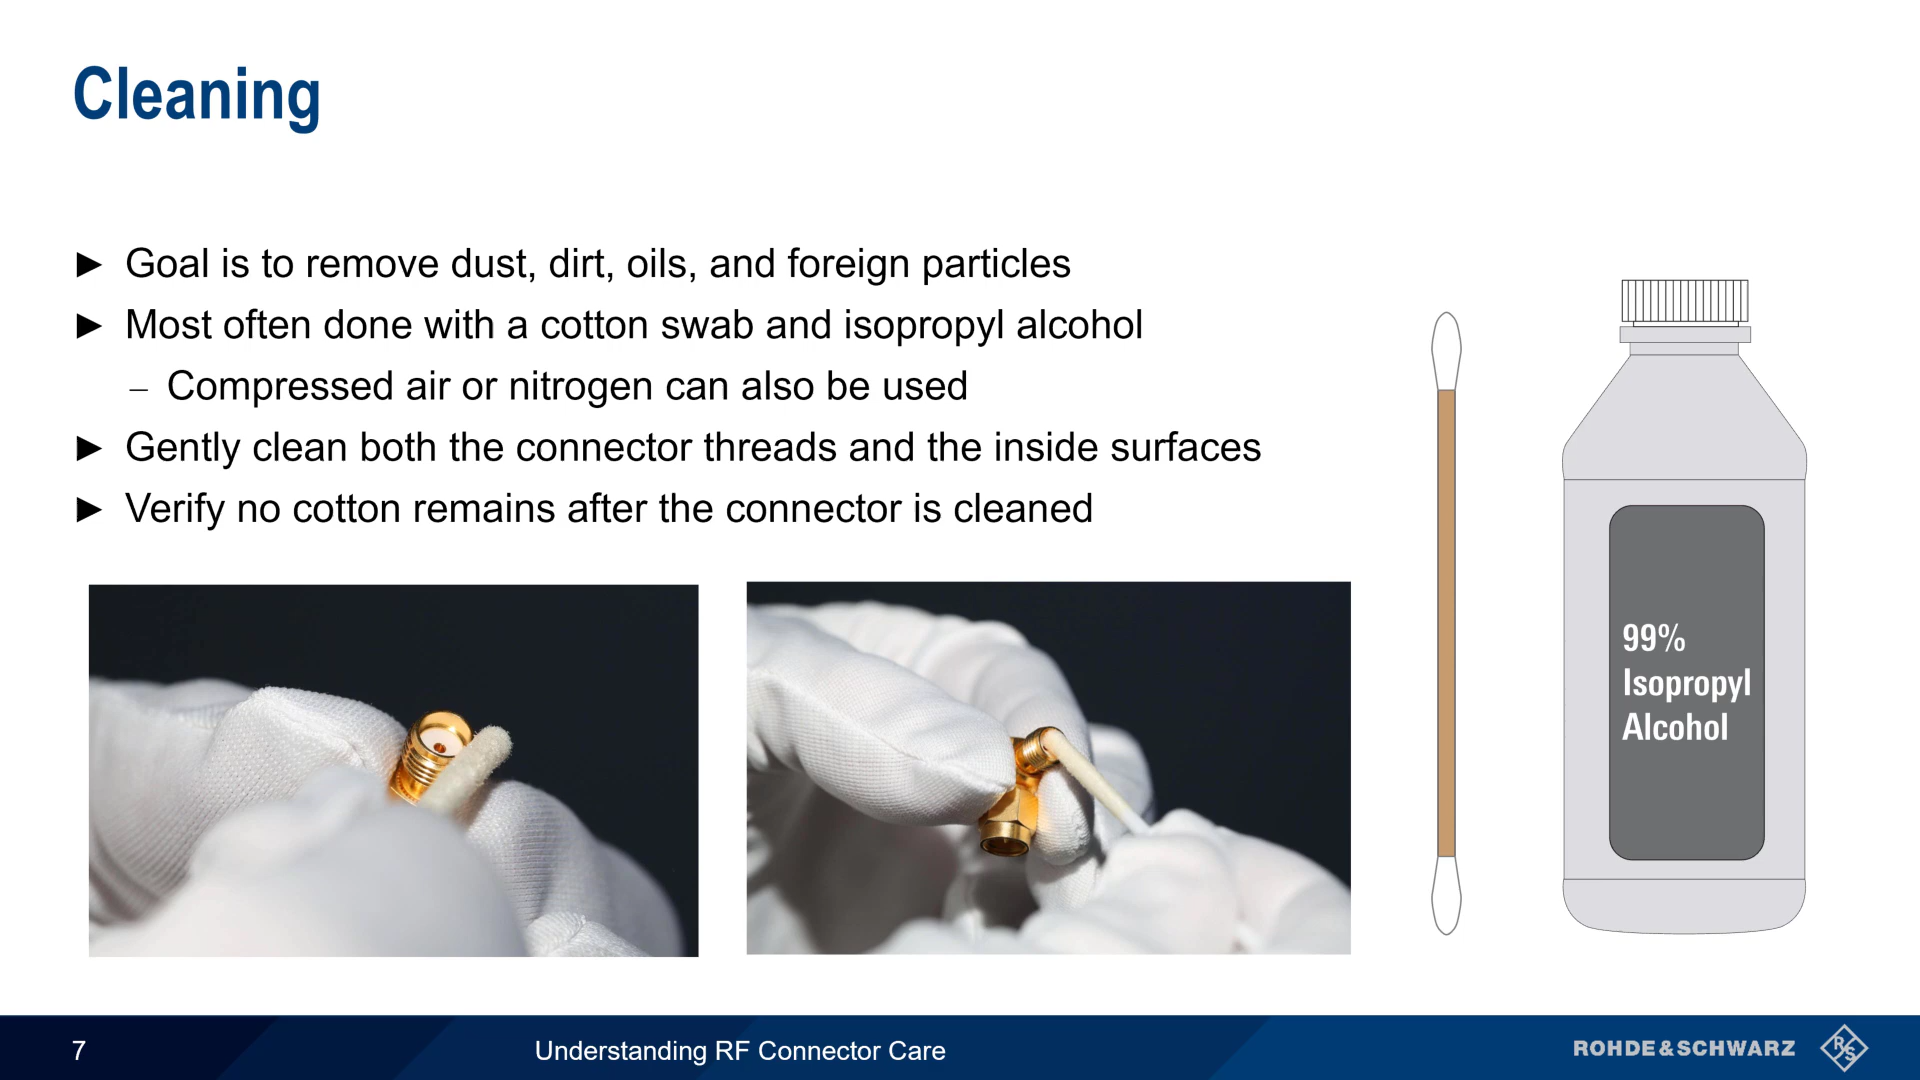 Cleaning
► Goal is to remove dust, dirt, oils, and foreign particles
► Most often done with a cotton swab and isopropyl alcohol
– Compressed air or nitrogen can also be used
► Gently clean both the connector threads and the inside surfaces
► Verify no cotton remains after the connector is cleaned
99%
Isopropyl
Alcohol
7
Understanding RF Connector Care
ROHDE&SCHWARZ
R&S